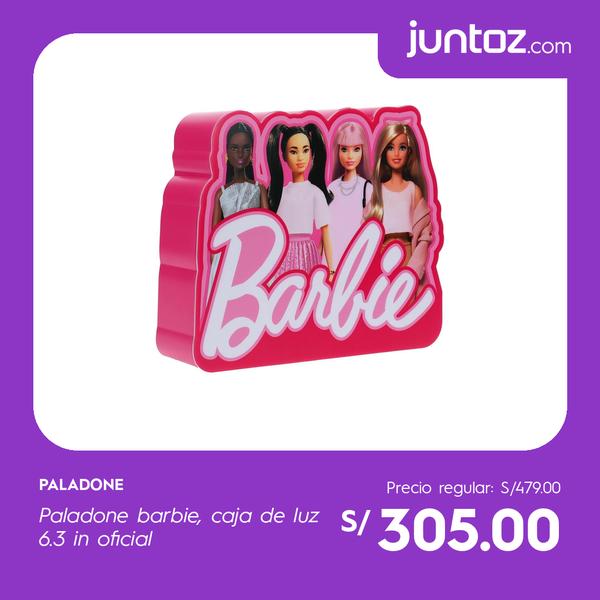 juntoz.com
Barbie
PALADONE
Paladone barbie, caja de luz
6.3 in oficial
Precio regular: S/479.00
S/ 305.00